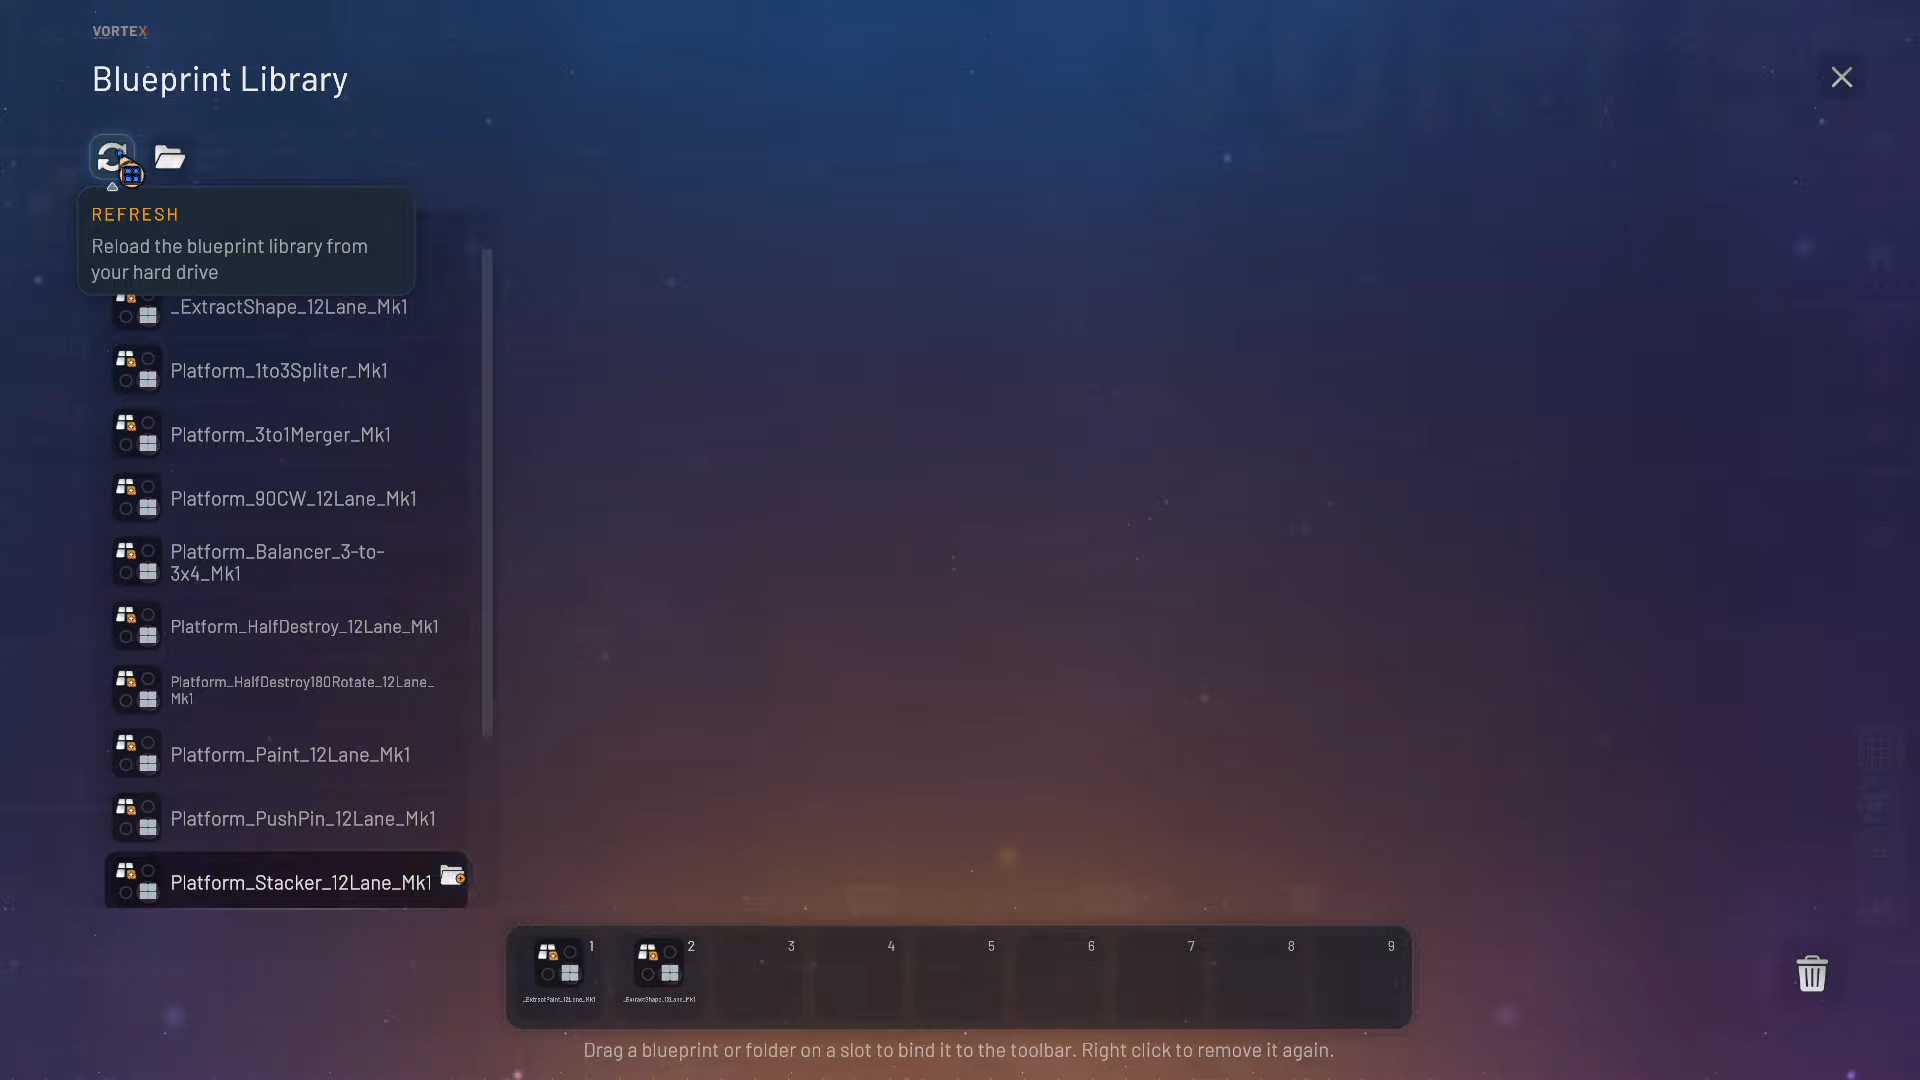 VORTEX
Blueprint Library
REFRESH
Reload the blueprint library from
your hard drive
_ExtractShape_12Lane_Mk1
Platform_1to3Spliter_Mk1
Platform_3to1Merger_Mk1
Platform_90CW_12Lane_Mk1
Platform_Balancer_3-to-
3x4_Mk1
Platform_HalfDestroy_12Lane_Mk1
Platform_HalfDestroy180Rotate_12Lane_
Mk1
Platform_Paint_12Lane_Mk1
Platform_PushPin_12Lane_Mk1
Platform_Stacker_12Lane_Mk1
1 2 3 4 5 6 7 8 9
_ExtractPaint_12Lane_Mk1 _ExtractShape_12Lane_Mk1
Drag a blueprint or folder on a slot to bind it to the toolbar. Right click to remove it again.